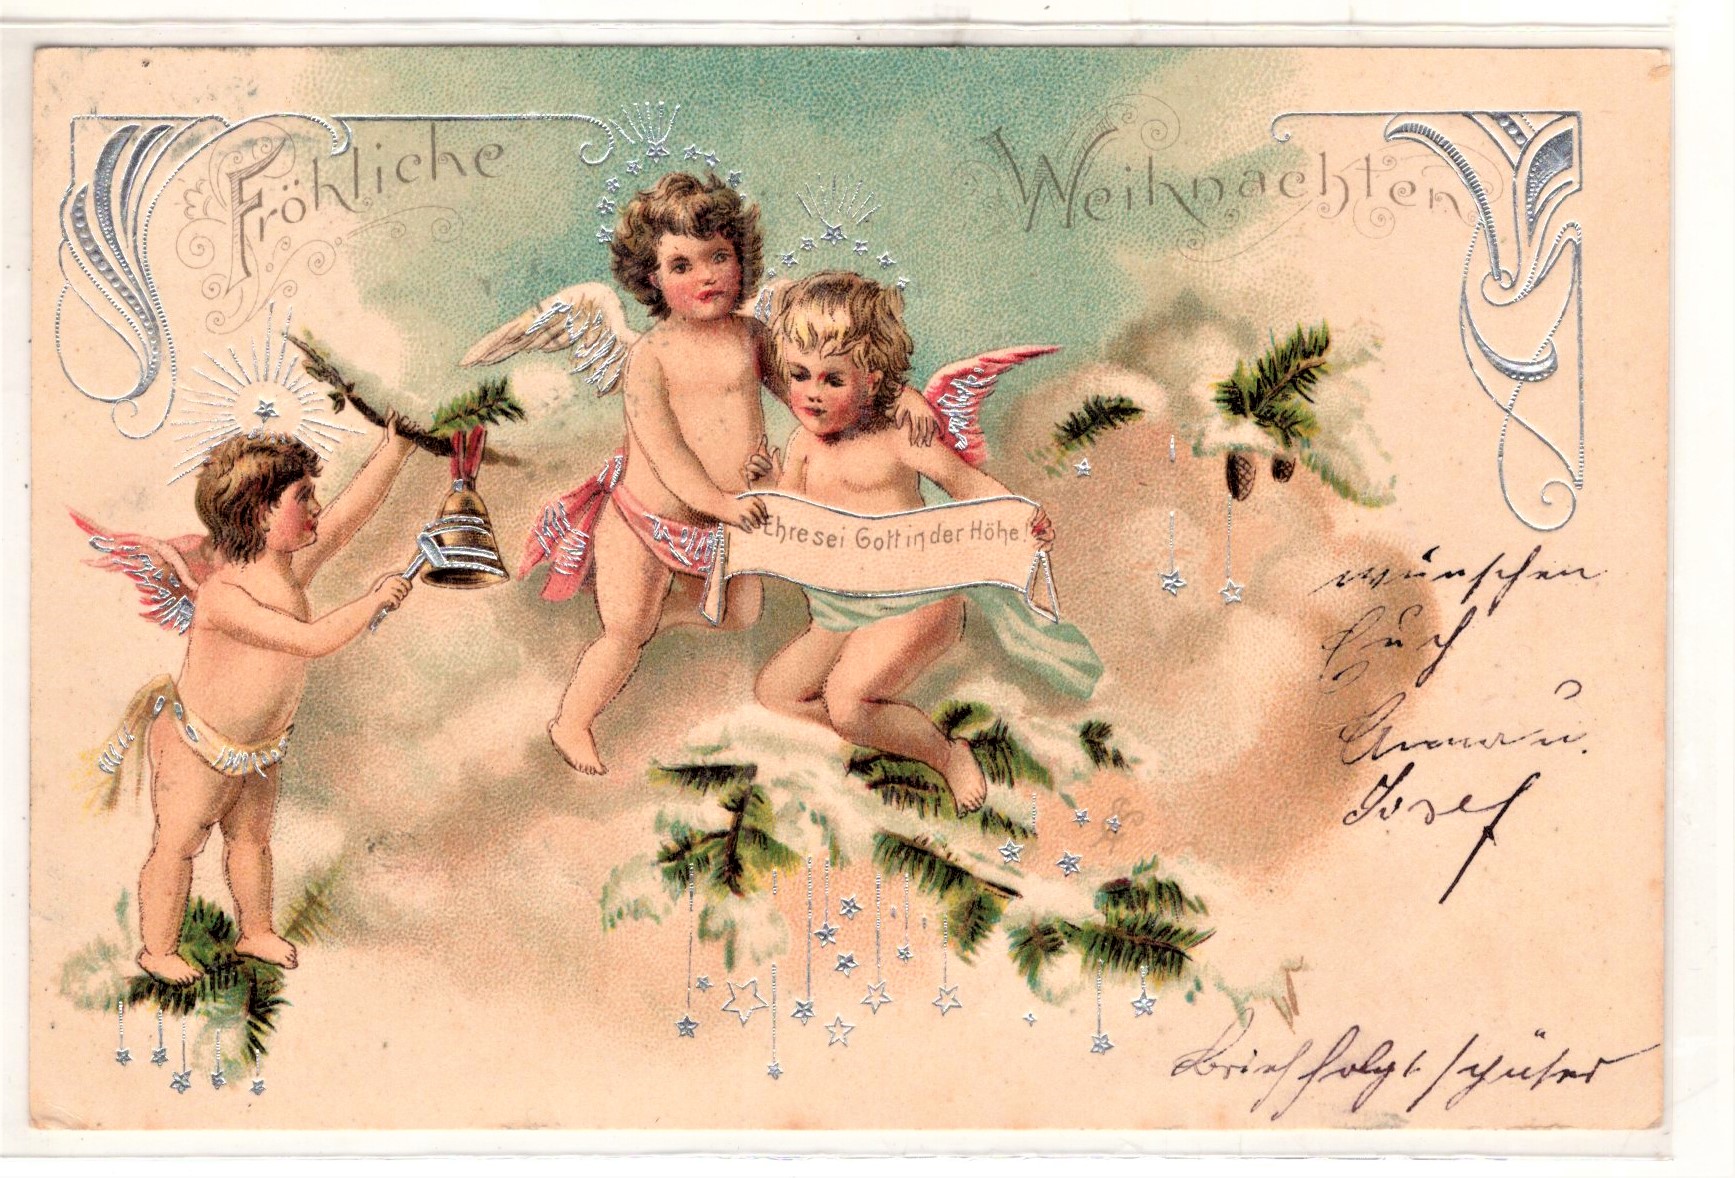 Fröhliche Weihnachten
Ehre sei Gott in der Höhe!
wünschen
Euch
Anna u.
Josef
Brief folgt später